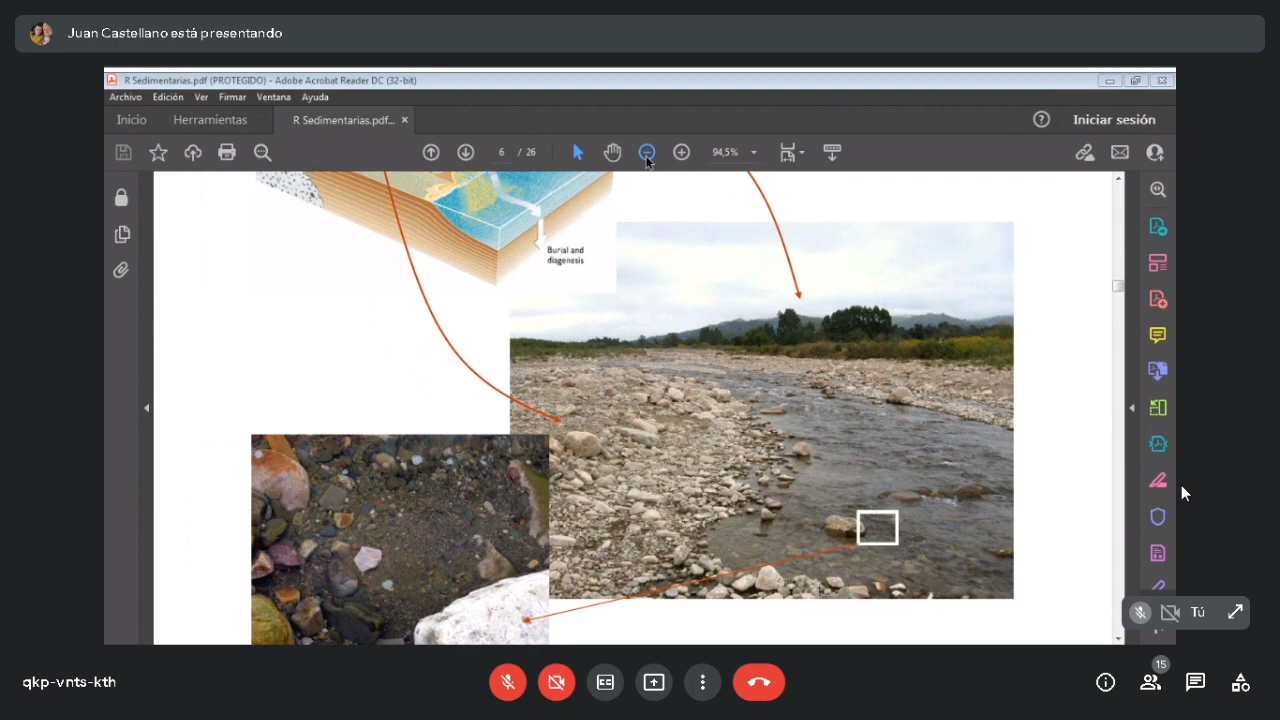 Juan Castellano está presentando
R Sedimentarias.pdf (PROTEGIDO) - Adobe Acrobat Reader DC (32-bit)
Archivo Edición Ver Firmar Ventana Ayuda
Inicio Herramientas R Sedimentarias.pdf... × Iniciar sesión
6 / 26 94,5%
Burial and
diagenesis
Tú
qkp-vnts-kth
15